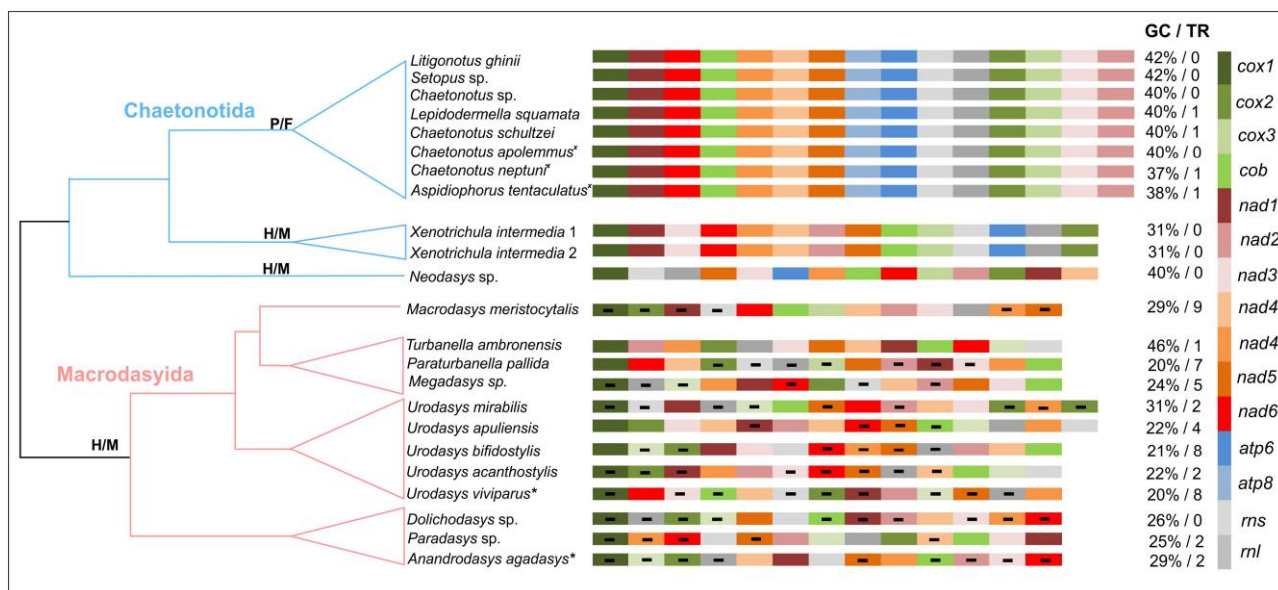 GC / TR
Litigonotus ghinii 42% / 0
Setopus sp. 42% / 0
Chaetonotus sp. 40% / 0
Lepidodermella squamata 40% / 1
Chaetonotus schultzei 40% / 1
Chaetonotus apolemmus^x 40% / 0
Chaetonotus neptuni^x 37% / 1
Aspidiophorus tentaculatus^x 38% / 1
Chaetonotida
P/F
Xenotrichula intermedia 1 31% / 0
Xenotrichula intermedia 2 31% / 0
H/M
Neodasys sp. 40% / 0
H/M
Macrodasys meristocytalis 29% / 9
Turbanella ambronensis 46% / 1
Paraturbanella pallida 20% / 7
Megadasys sp. 24% / 5
Macrodasyida
Urodasys mirabilis 31% / 2
Urodasys apuliensis 22% / 4
Urodasys bifidostylis 21% / 8
Urodasys acanthostylis 22% / 2
Urodasys viviparus* 20% / 8
H/M
Dolichodasys sp. 26% / 0
Paradasys sp. 25% / 2
Anandrodasys agadasys* 29% / 2
cox1
cox2
cox3
cob
nad1
nad2
nad3
nad4
nad4
nad5
nad6
atp6
atp8
rns
rnl